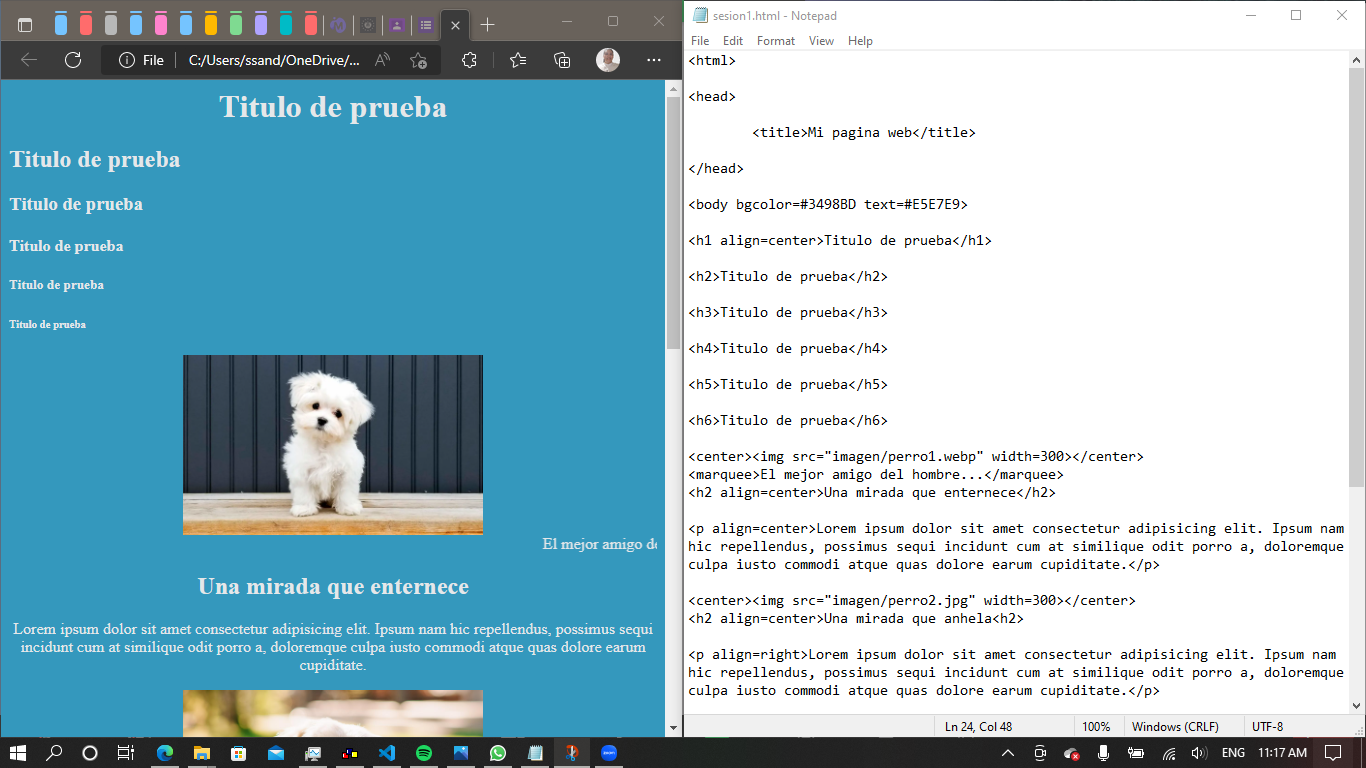 File
C:/Users/ssand/OneDrive/...
Titulo de prueba
Titulo de prueba
Titulo de prueba
Titulo de prueba
Titulo de prueba
Titulo de prueba
El mejor amigo de
Una mirada que enternece
Lorem ipsum dolor sit amet consectetur adipisicing elit. Ipsum nam hic repellendus, possimus sequi
incidunt cum at similique odit porro a, doloremque culpa iusto commodi atque quas dolore earum
cupiditate.
sesion1.html - Notepad
File Edit Format View Help
<html>
<head>
<title>Mi pagina web</title>
</head>
<body bgcolor=#3498BD text=#E5E7E9>
<h1 align=center>Titulo de prueba</h1>
<h2>Titulo de prueba</h2>
<h3>Titulo de prueba</h3>
<h4>Titulo de prueba</h4>
<h5>Titulo de prueba</h5>
<h6>Titulo de prueba</h6>
<center><img src="imagen/perro1.webp" width=300></center>
<marquee>El mejor amigo del hombre...</marquee>
<h2 align=center>Una mirada que enternece</h2>
<p align=center>Lorem ipsum dolor sit amet consectetur adipisicing elit. Ipsum nam
hic repellendus, possimus sequi incidunt cum at similique odit porro a, doloremque
culpa iusto commodi atque quas dolore earum cupiditate.</p>
<center><img src="imagen/perro2.jpg" width=300></center>
<h2 align=center>Una mirada que anhela<h2>
<p align=right>Lorem ipsum dolor sit amet consectetur adipisicing elit. Ipsum nam
hic repellendus, possimus sequi incidunt cum at similique odit porro a, doloremque
culpa iusto commodi atque quas dolore earum cupiditate.</p>
Ln 24, Col 48 100% Windows (CRLF) UTF-8
ENG 11:17 AM